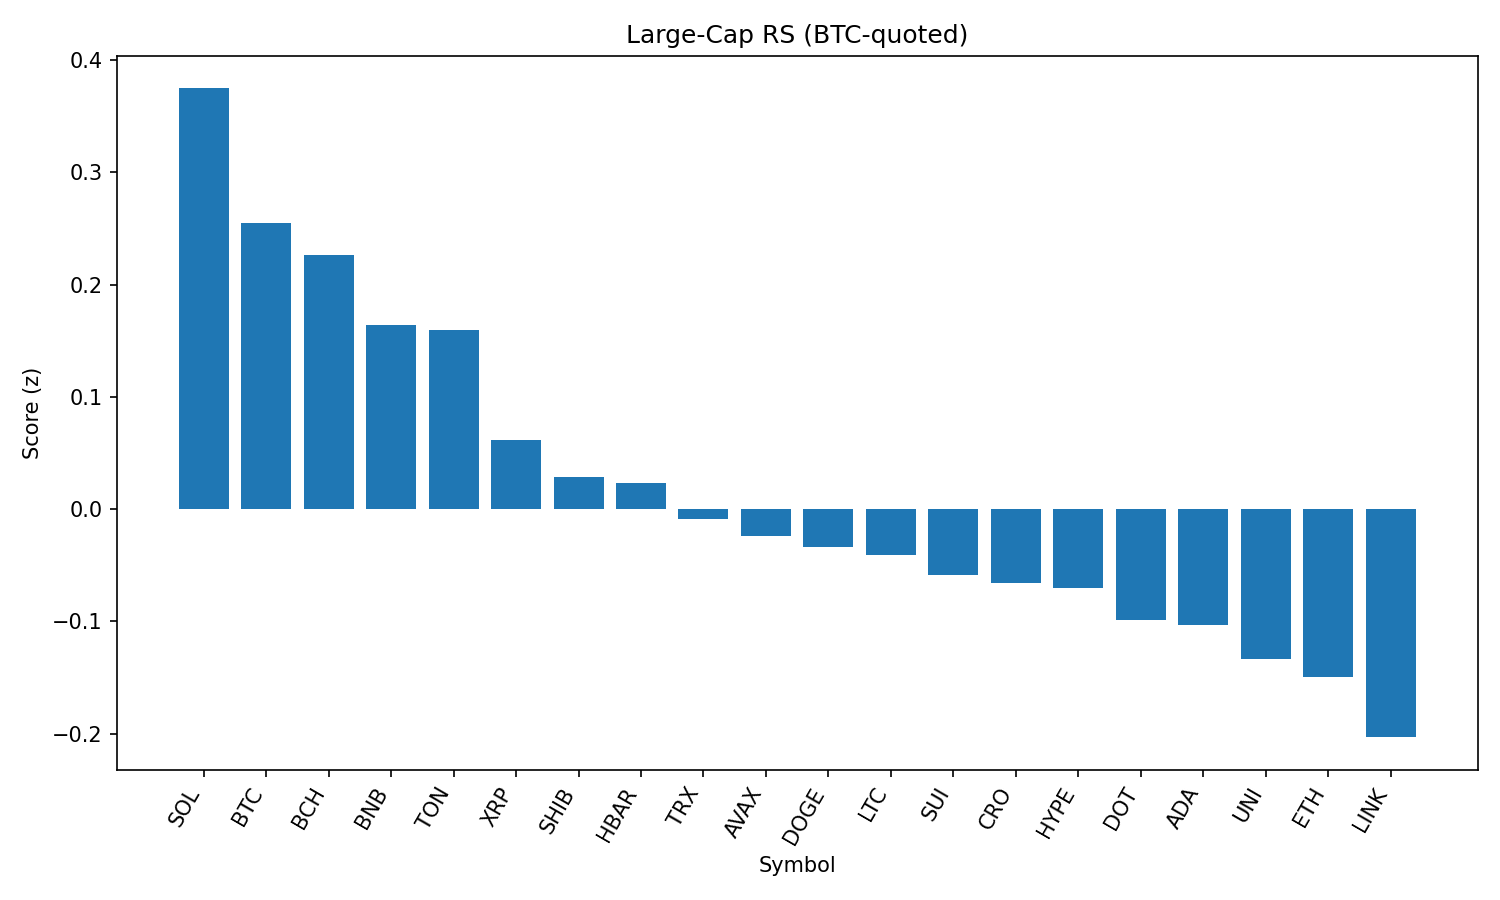 Large-Cap RS (BTC-quoted)
0.4
0.3
0.2
0.1
0.0
−0.1
−0.2
Score (z)
SOL
BTC
BCH
BNB
TON
XRP
SHIB
HBAR
TRX
AVAX
DOGE
LTC
SUI
CRO
HYPE
DOT
ADA
UNI
ETH
LINK
Symbol